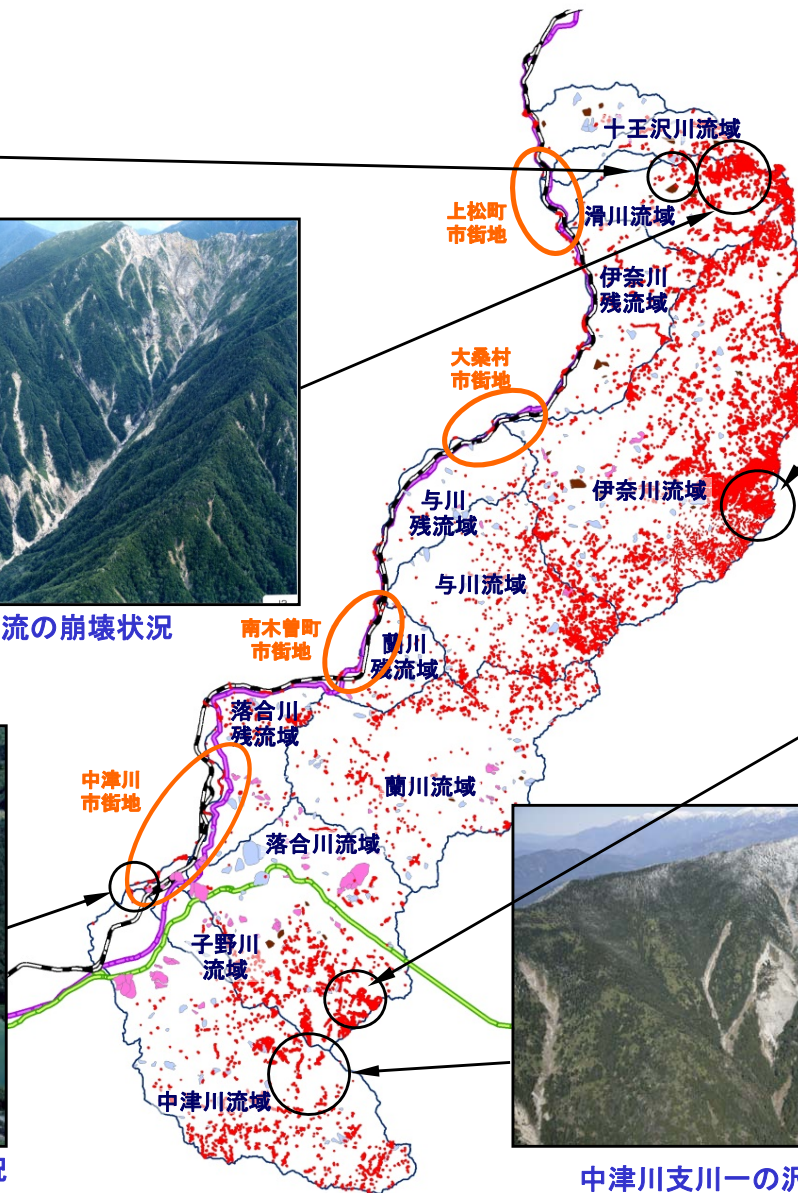 十王沢川流域
上松町
市街地
滑川流域
伊奈川
残流域
大桑村
市街地
伊奈川流域
与川
残流域
与川流域
流の崩壊状況
南木曽町
市街地
蘭川
残流域
落合川
残流域
中津川
市街地
蘭川流域
落合川流域
子野川
流域
中津川流域
況
中津川支川一の沢